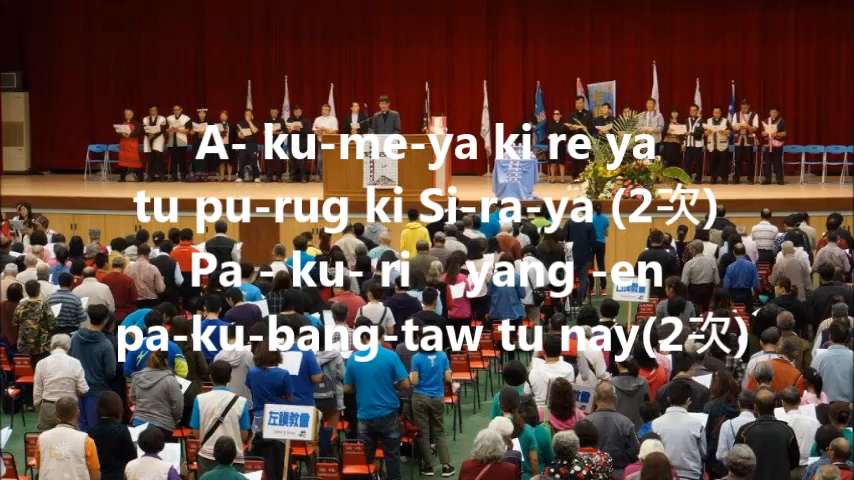 A- ku-me-ya ki re ya
tu pu-rug ki Si-ra-ya (2次)
Pa - ku- ri yang -en
pa-ku-bang-taw tu nay(2次)
左鎮教會